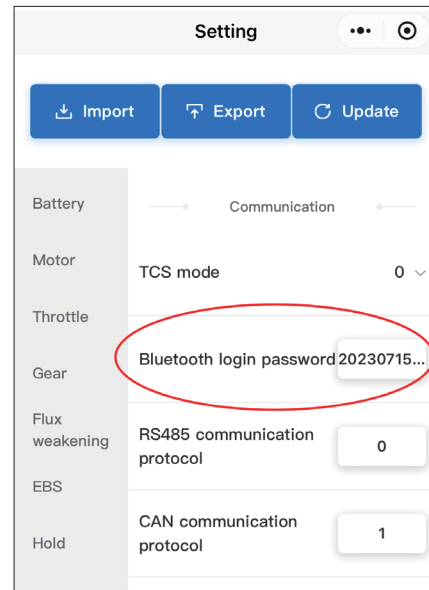 Setting
Import
Export
Update
Battery
Motor
Throttle
Gear
Flux
weakening
EBS
Hold
Communication
TCS mode
0
Bluetooth login password
20230715...
RS485 communication
protocol
0
CAN communication
protocol
1